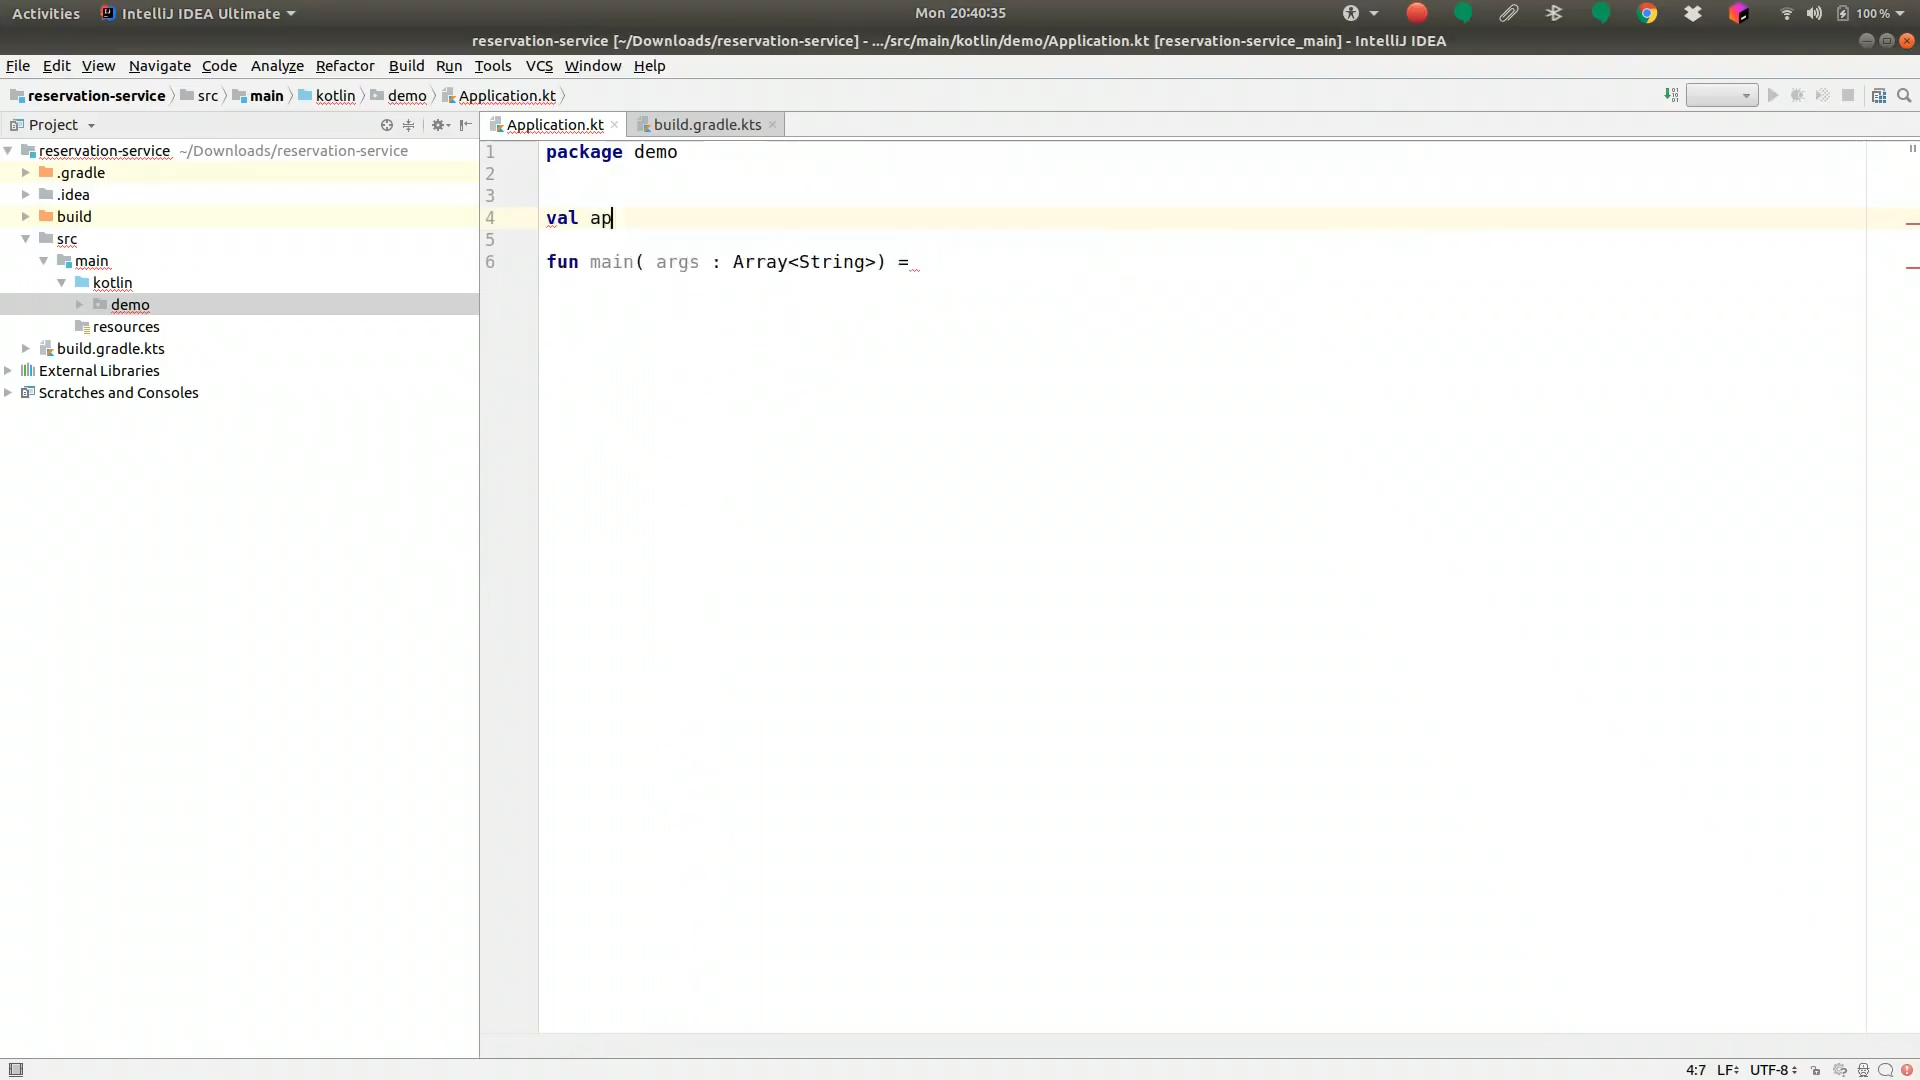 Activities IntelliJ IDEA Ultimate Mon 20:40:35 100 %
reservation-service [~/Downloads/reservation-service] - .../src/main/kotlin/demo/Application.kt [reservation-service_main] - IntelliJ IDEA
File Edit View Navigate Code Analyze Refactor Build Run Tools VCS Window Help
reservation-service src main kotlin demo Application.kt
Project
Application.kt build.gradle.kts
reservation-service ~/Downloads/reservation-service
.gradle
.idea
build
src
main
kotlin
demo
resources
build.gradle.kts
External Libraries
Scratches and Consoles
1 package demo
2
3
4 val ap
5
6 fun main( args : Array<String>) =
4:7 LF UTF-8